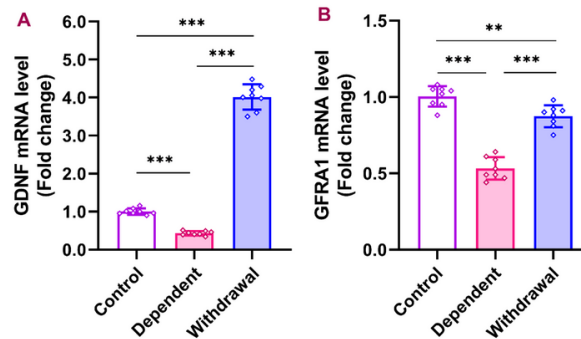 A
GDNF mRNA level
(Fold change)
6.0
5.0
4.0
3.0
2.0
1.0
0.0
***
***
***
Control
Dependent
Withdrawal
B
GFRA1 mRNA level
(Fold change)
1.5
1.0
0.5
0.0
**
***
***
Control
Dependent
Withdrawal